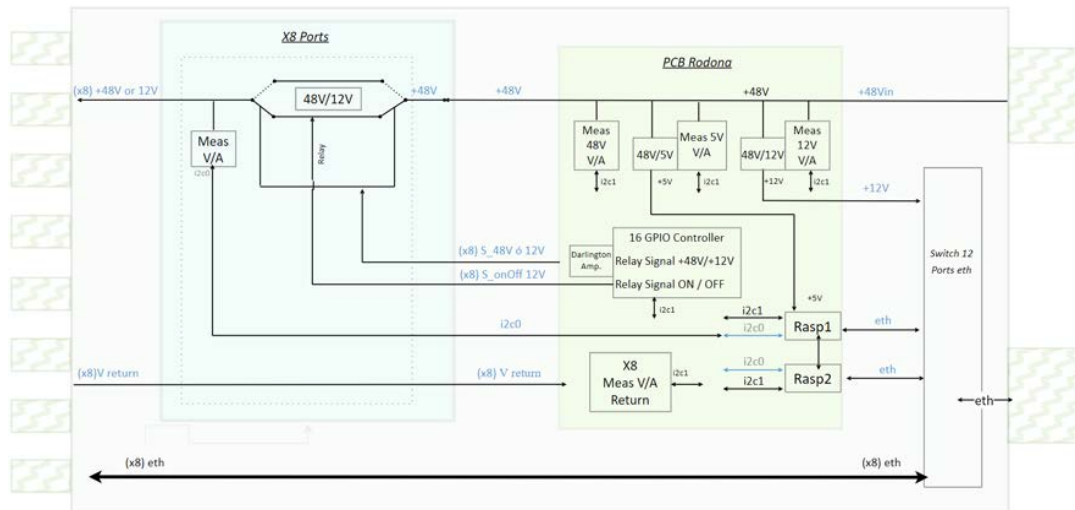 X8 Ports
PCB Rodona
(x8) +48V or 12V
48V/12V
+48V
+48V
+48V
+48Vin
Meas
V/A
i2c0
Relay
Meas
48V
V/A
48V/5V
Meas 5V
V/A
48V/12V
Meas
12V
V/A
i2c1
+5V
i2c1
+12V
i2c1
+12V
(x8) S_48V ó 12V
(x8) S_onOff 12V
Darlington
Amp.
16 GPIO Controller
Relay Signal +48V/+12V
Relay Signal ON / OFF
i2c1
Switch 12
Ports eth
+5V
i2c0
i2c1
i2c0
Rasp1
eth
(x8)V return
(x8) V return
X8
Meas V/A
Return
i2c1
i2c0
i2c1
Rasp2
eth
eth
(x8) eth
(x8) eth